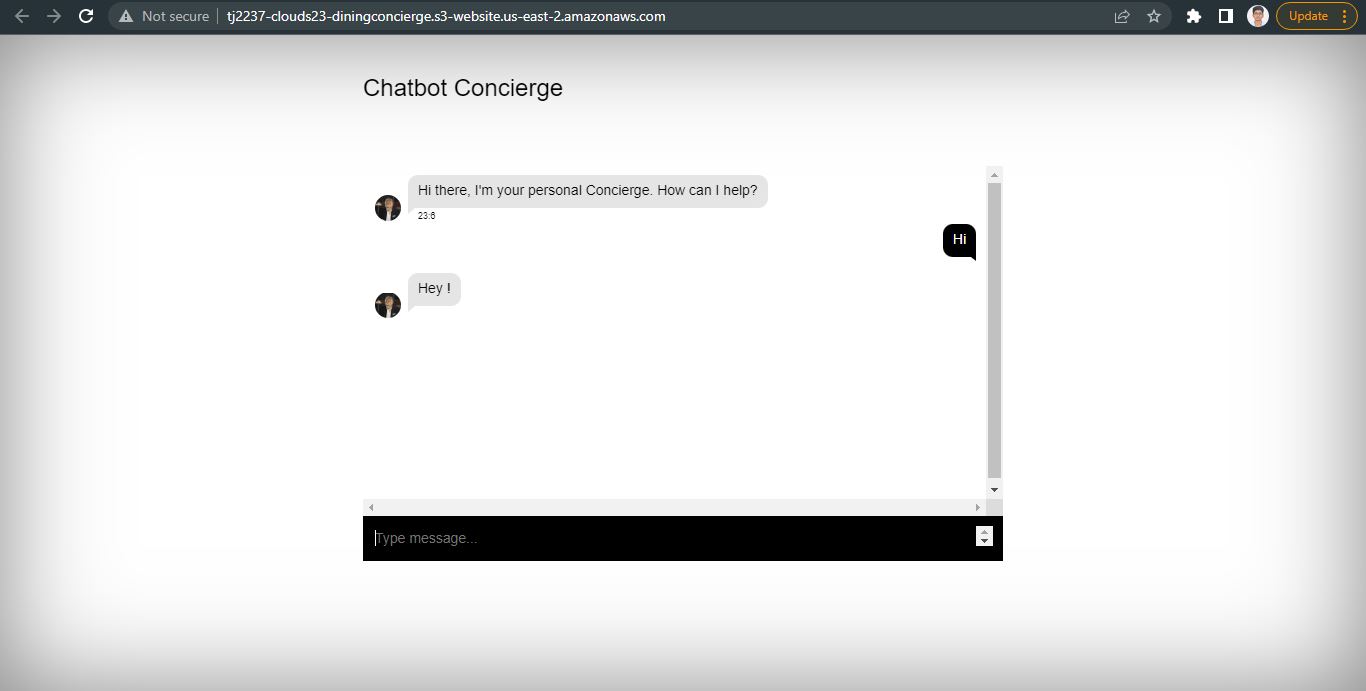 Not secure tj2237-clouds23-diningconcierge.s3-website.us-east-2.amazonaws.com Update
Chatbot Concierge
Hi there, I'm your personal Concierge. How can I help?
23:6
Hi
Hey !
Type message...